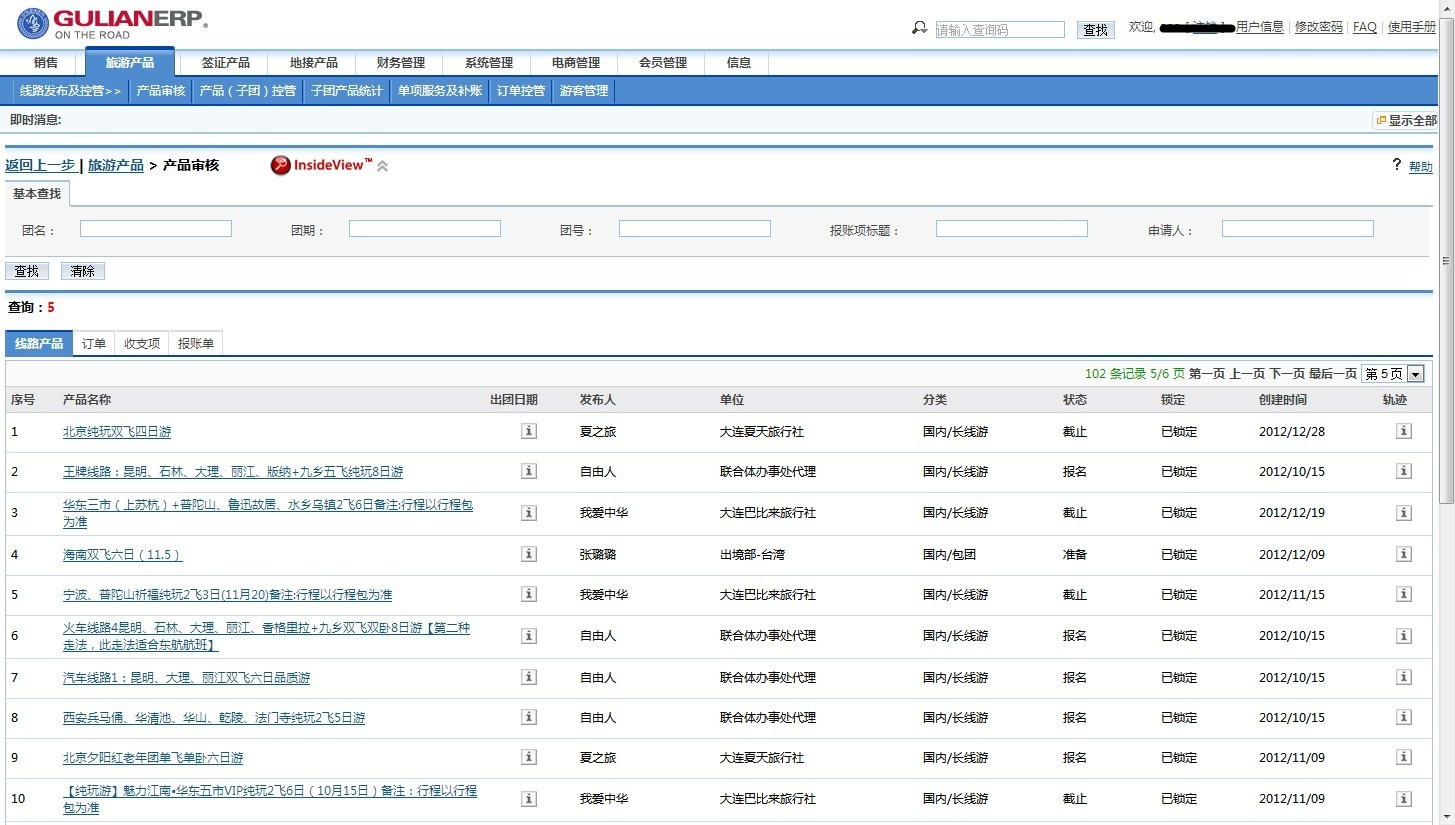 GULIANERP®
ON THE ROAD
请输入查询码 查找 欢迎, [注销] 用户信息 | 修改密码 | FAQ | 使用手册
销售 旅游产品 签证产品 地接产品 财务管理 系统管理 电商管理 会员管理 信息
线路发布及控管>> 产品审核 产品（子团）控管 子团产品统计 单项服务及补账 订单控管 游客管理
即时消息: 显示全部
返回上一步 | 旅游产品 > 产品审核 InsideView™ ? 帮助
基本查找
团名： 团期： 团号： 报账项标题： 申请人：
查找 清除
查询：5
线路产品 订单 收支项 报账单
102 条记录 5/6 页 第一页 上一页 下一页 最后一页 第 5 页
序号 产品名称 出团日期 发布人 单位 分类 状态 锁定 创建时间 轨迹
1 北京纯玩双飞四日游 夏之旅 大连夏天旅行社 国内/长线游 截止 已锁定 2012/12/28
2 王牌线路：昆明、石林、大理、丽江、版纳+九乡五飞纯玩8日游 自由人 联合体办事处代理 国内/长线游 报名 已锁定 2012/10/15
3 华东三市（上苏杭）+普陀山、鲁迅故居、水乡乌镇2飞6日备注:行程以行程包
为准 我爱中华 大连巴比来旅行社 国内/长线游 截止 已锁定 2012/12/19
4 海南双飞六日（11.5） 张璐璐 出境部-台湾 国内/包团 准备 已锁定 2012/12/09
5 宁波、普陀山祈福纯玩2飞3日(11月20)备注:行程以行程包为准 我爱中华 大连巴比来旅行社 国内/长线游 截止 已锁定 2012/11/15
6 火车线路4昆明、石林、大理、丽江、香格里拉+九乡双飞双卧8日游【第二种
走法，此走法适合东航航班】 自由人 联合体办事处代理 国内/长线游 报名 已锁定 2012/10/15
7 汽车线路1：昆明、大理、丽江双飞六日品质游 自由人 联合体办事处代理 国内/长线游 报名 已锁定 2012/10/15
8 西安兵马俑、华清池、华山、乾陵、法门寺纯玩2飞5日游 自由人 联合体办事处代理 国内/长线游 报名 已锁定 2012/10/15
9 北京夕阳红老年团单飞单卧六日游 夏之旅 大连夏天旅行社 国内/长线游 报名 已锁定 2012/11/09
10 【纯玩游】魅力江南•华东五市VIP纯玩2飞6日（10月15日）备注：行程以行程
包为准 我爱中华 大连巴比来旅行社 国内/长线游 截止 已锁定 2012/11/09